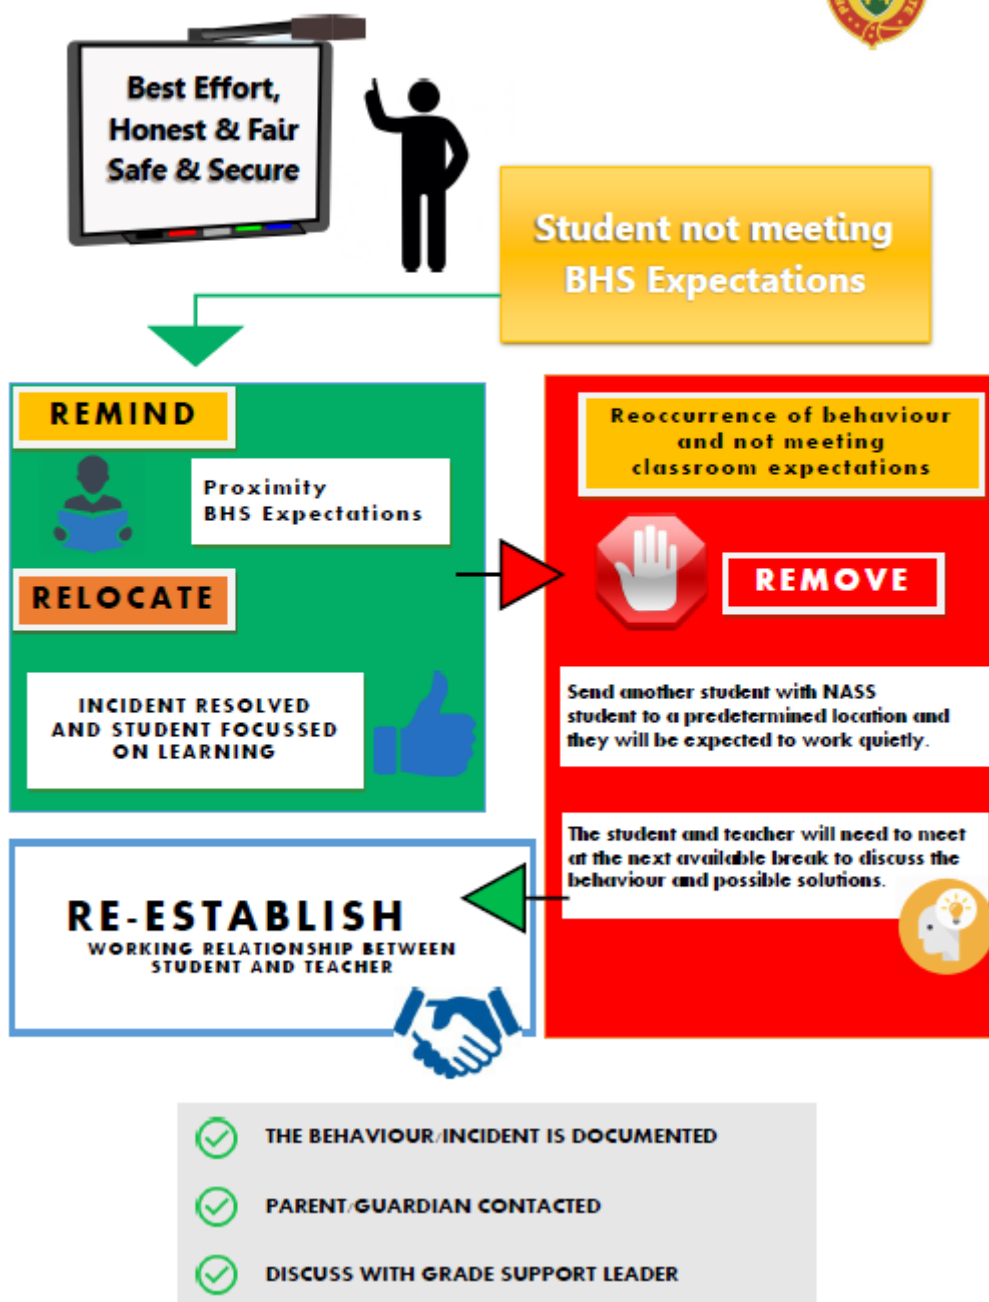 Best Effort,
Honest & Fair
Safe & Secure
Student not meeting
BHS Expectations
REMIND
Proximity
BHS Expectations
RELOCATE
INCIDENT RESOLVED
AND STUDENT FOCUSSED
ON LEARNING
Reoccurrence of behaviour
and not meeting
classroom expectations
REMOVE
Send another student with NASS
student to a predetermined location and
they will be expected to work quietly.
The student and teacher will need to meet
at the next available break to discuss the
behaviour and possible solutions.
RE-ESTABLISH
WORKING RELATIONSHIP BETWEEN
STUDENT AND TEACHER
THE BEHAVIOUR/INCIDENT IS DOCUMENTED
PARENT/GUARDIAN CONTACTED
DISCUSS WITH GRADE SUPPORT LEADER